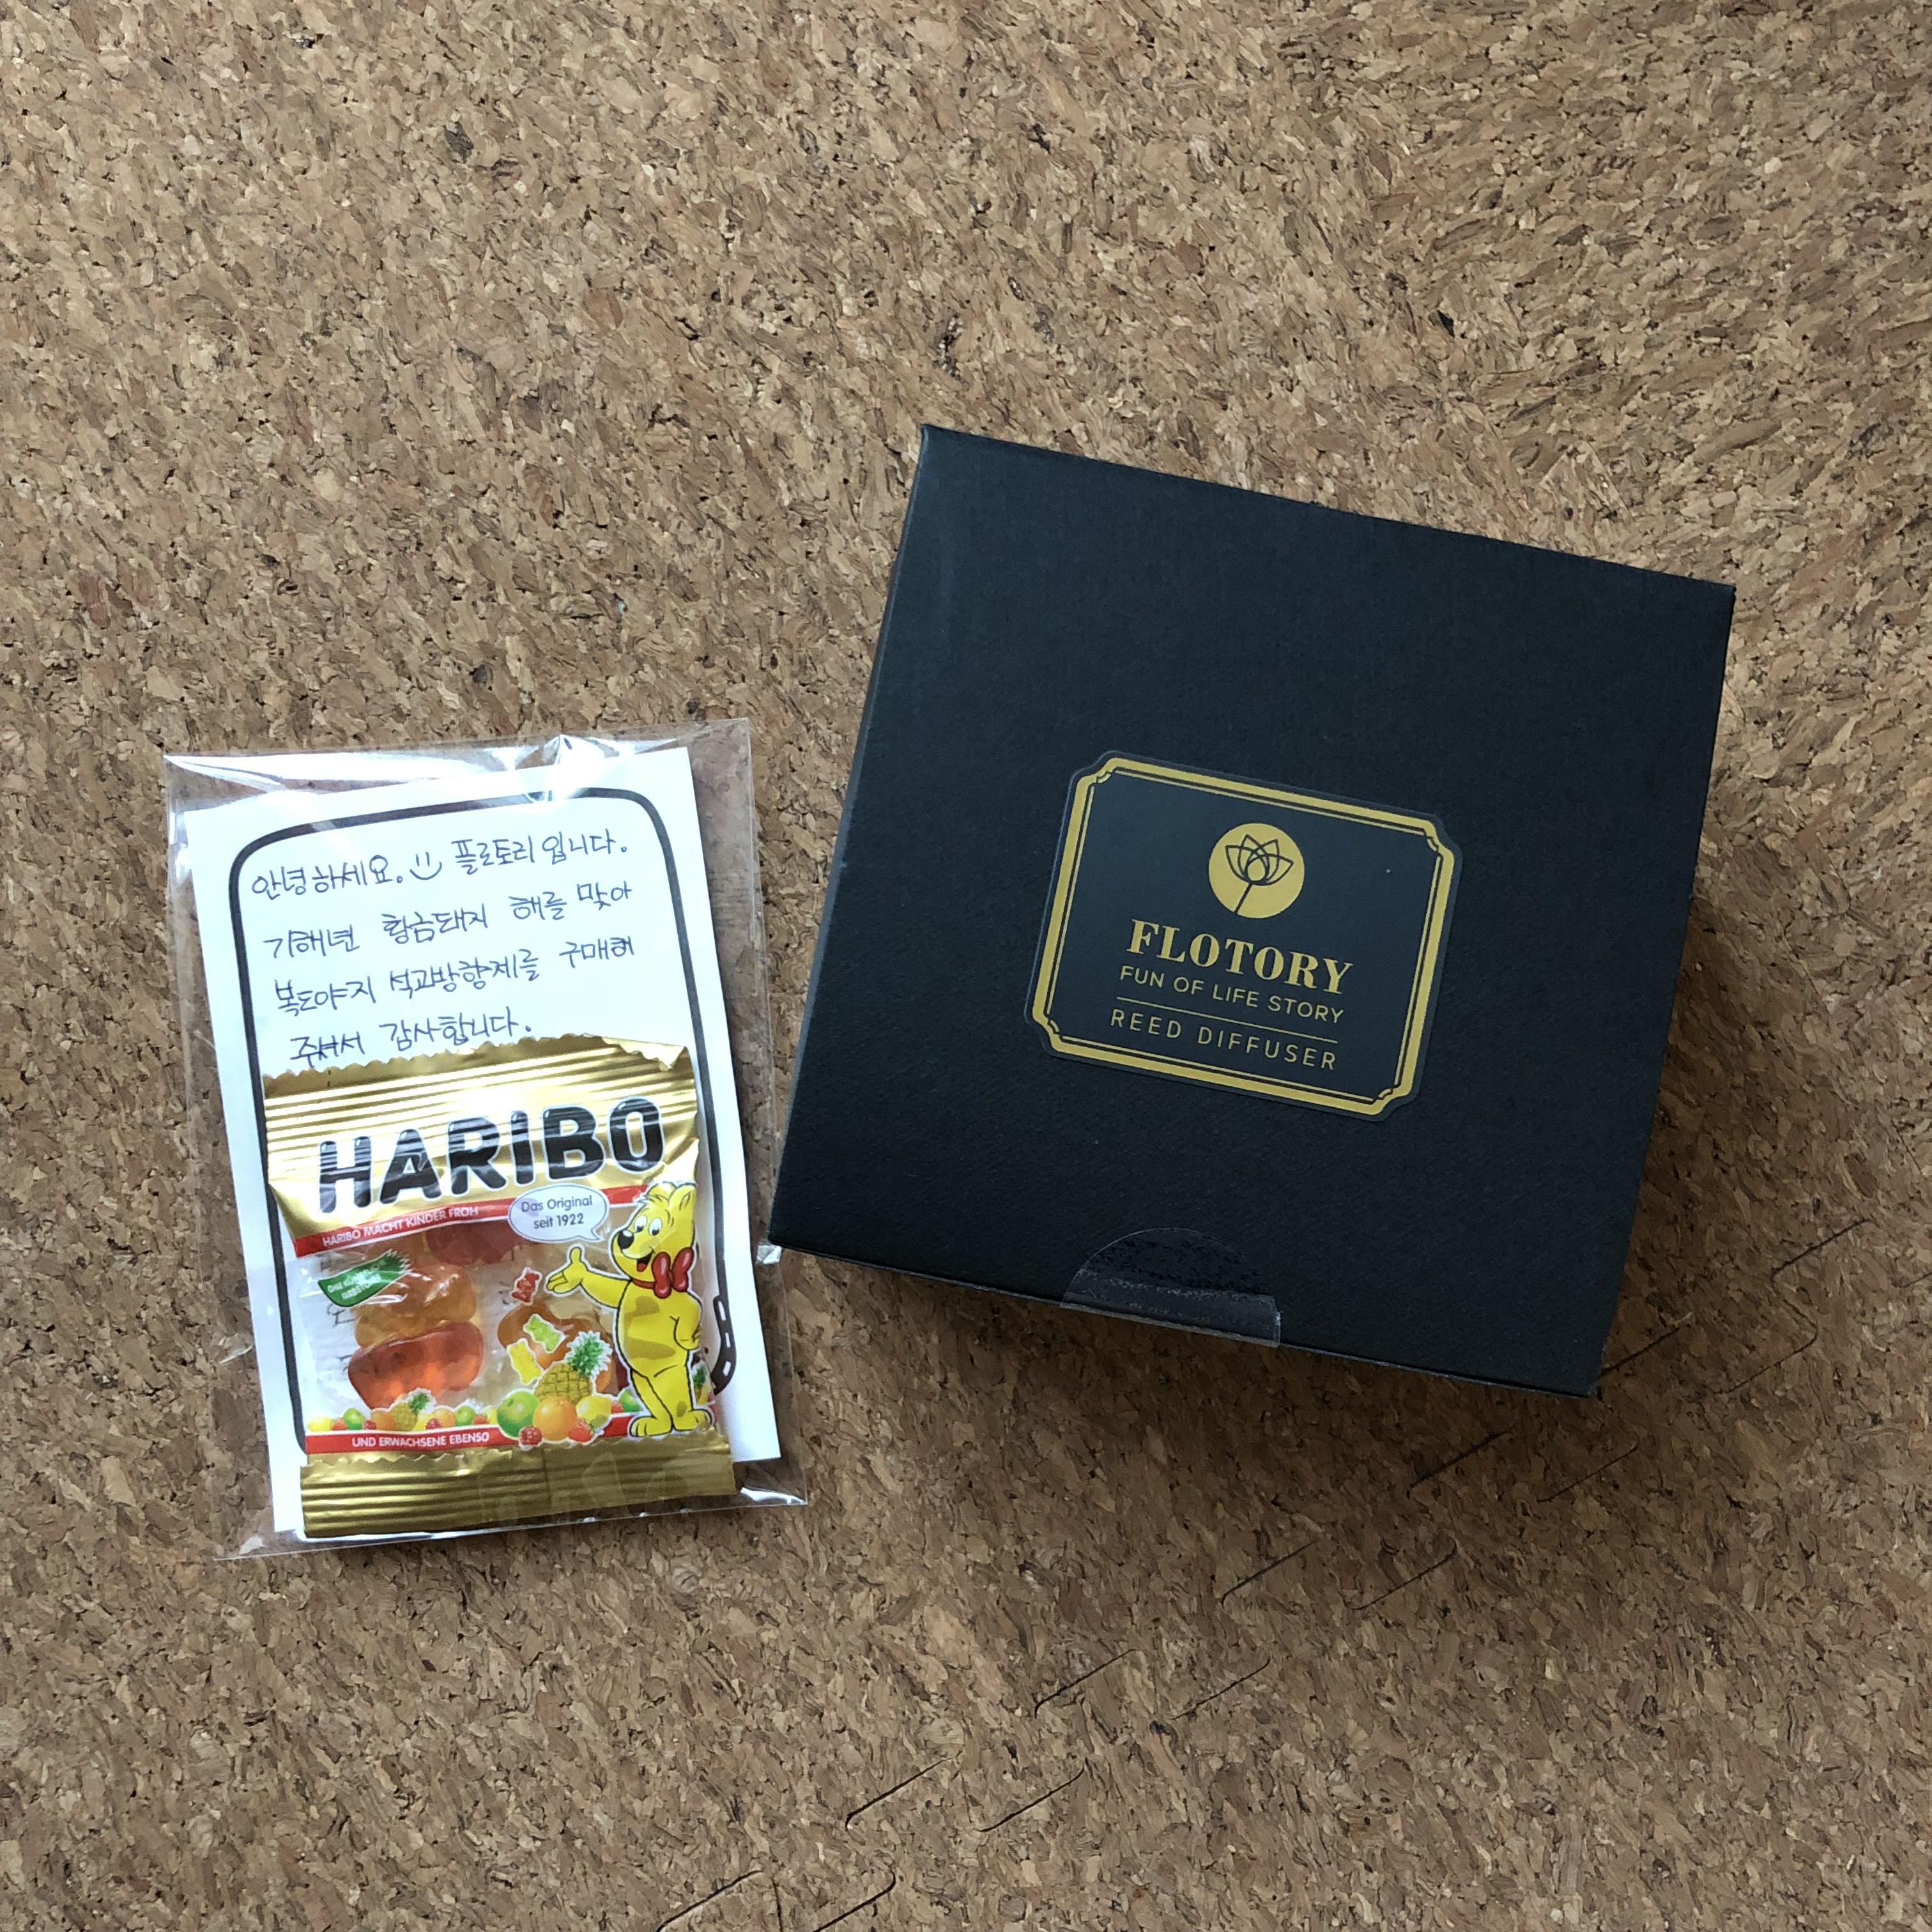 안녕하세요. 플로토리입니다.
기해년 황금돼지 해를 맞아
복도야지 석고방향제를 구매해
주셔서 감사합니다.
HARIBO
HARIBO MACHT KINDER FROH
Das Original
seit 1922
UND ERWACHSENE EBENSO
FLOTORY
FUN OF LIFE STORY
REED DIFFUSER